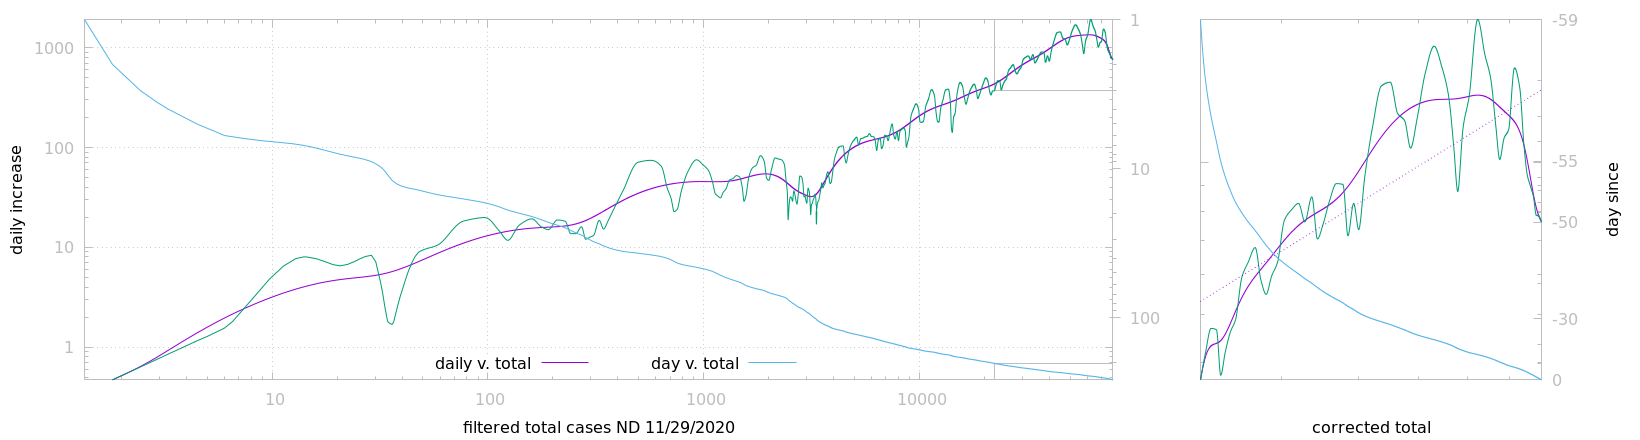 1000
100
10
1
daily increase
10
100
1000
10000
filtered total cases ND 11/29/2020
daily v. total
day v. total
1
10
100
-59
-55
-50
-30
0
day since
corrected total